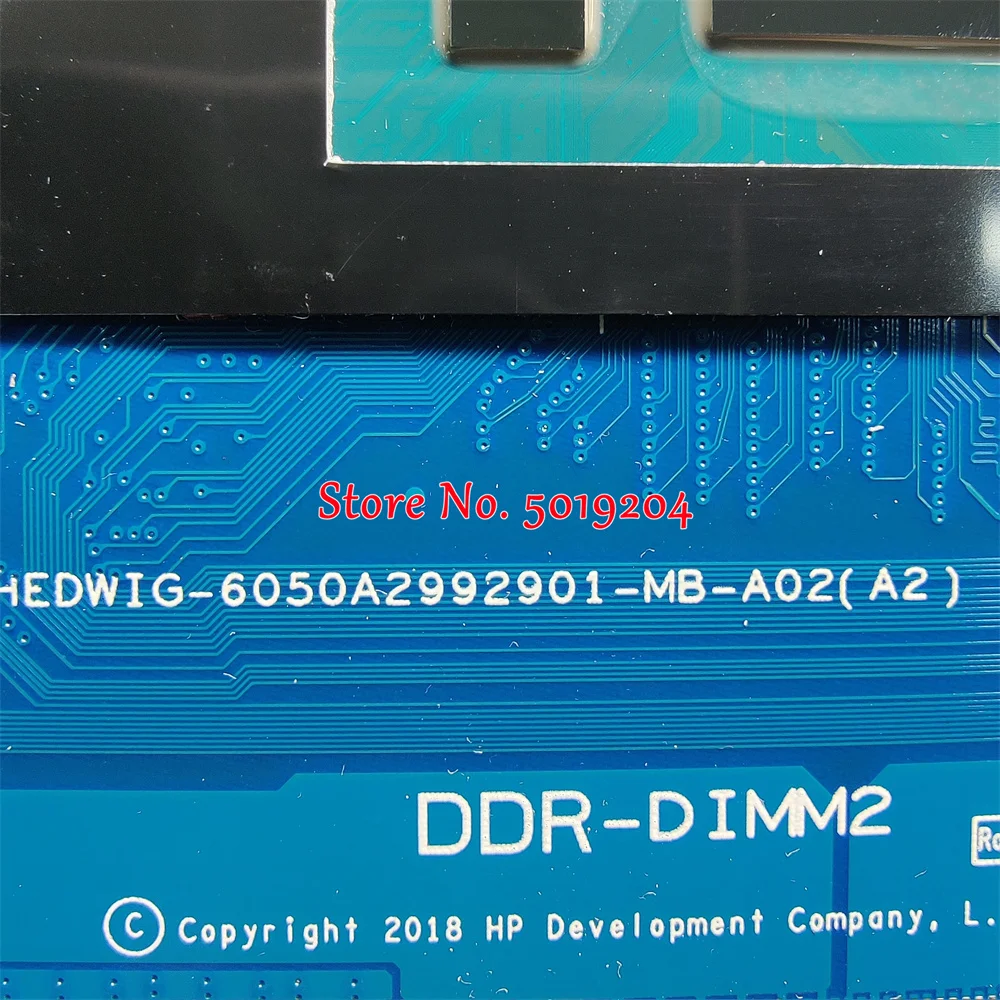 Store No. 5019204
HEDWIG-6050A2992901-MB-A02(A2)
DDR-DIMM2
© Copyright 2018 HP Development Company, L.